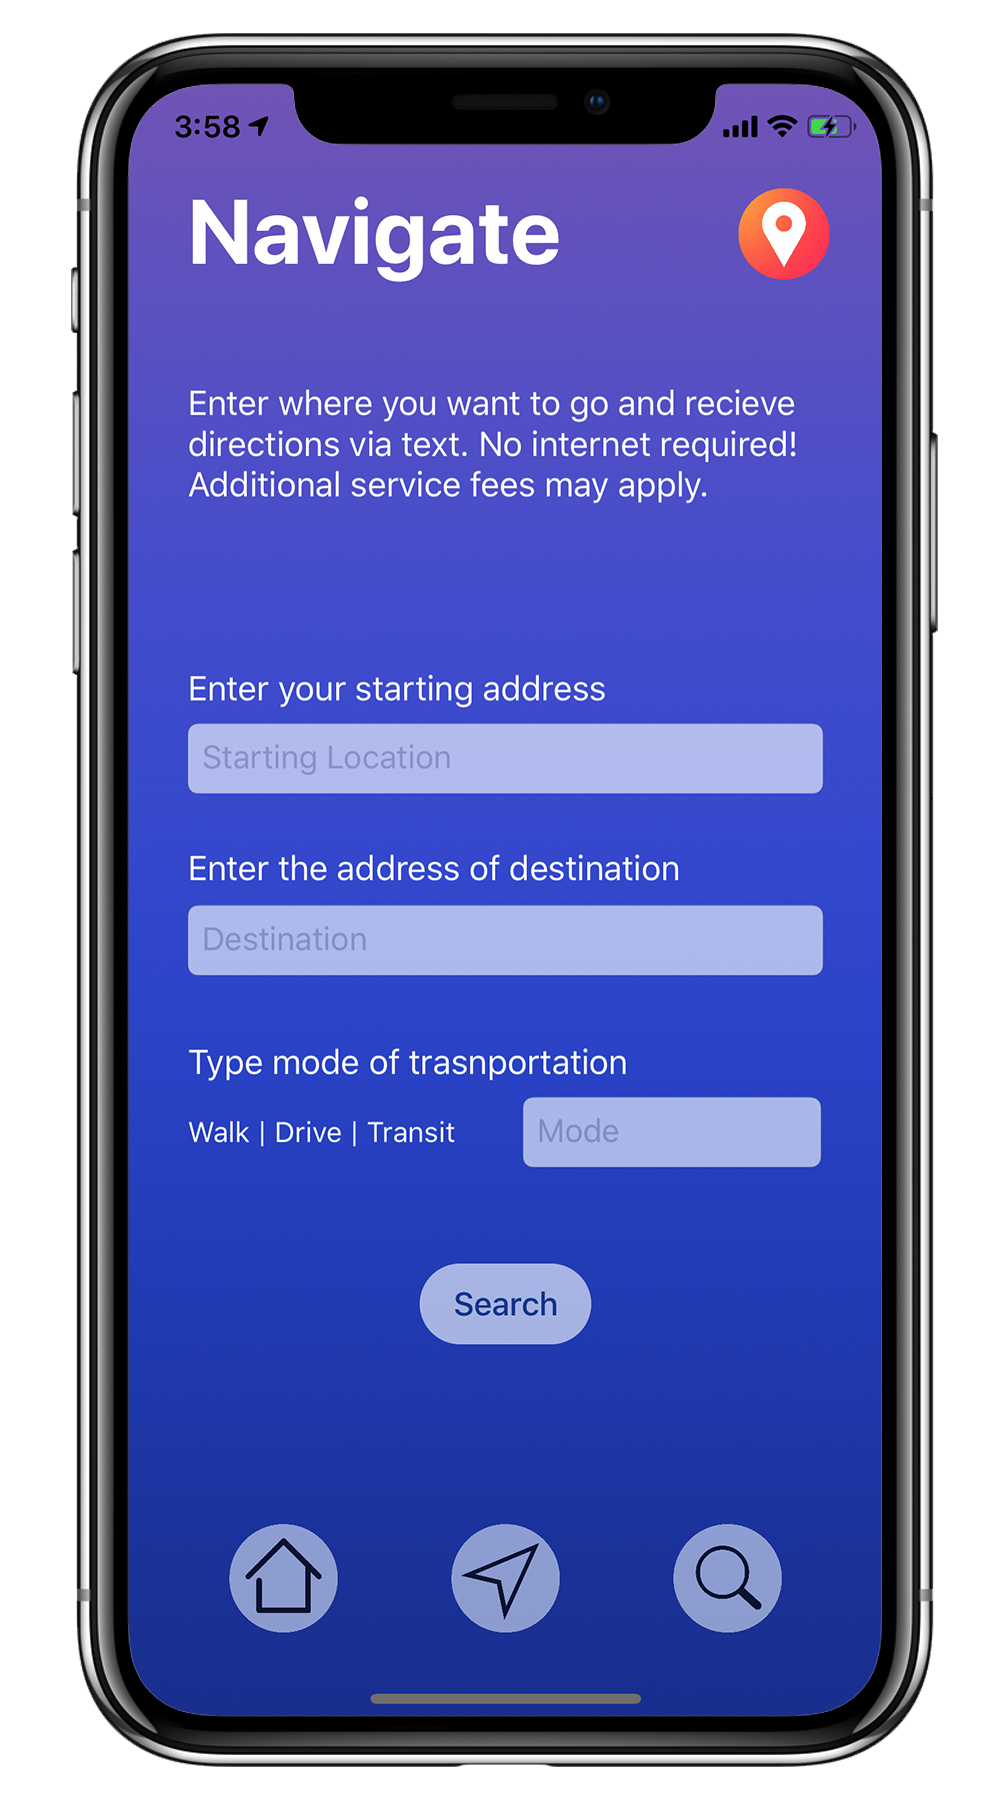 3:58
Navigate
Enter where you want to go and recieve
directions via text. No internet required!
Additional service fees may apply.
Enter your starting address
Starting Location
Enter the address of destination
Destination
Type mode of trasnportation
Walk | Drive | Transit
Mode
Search